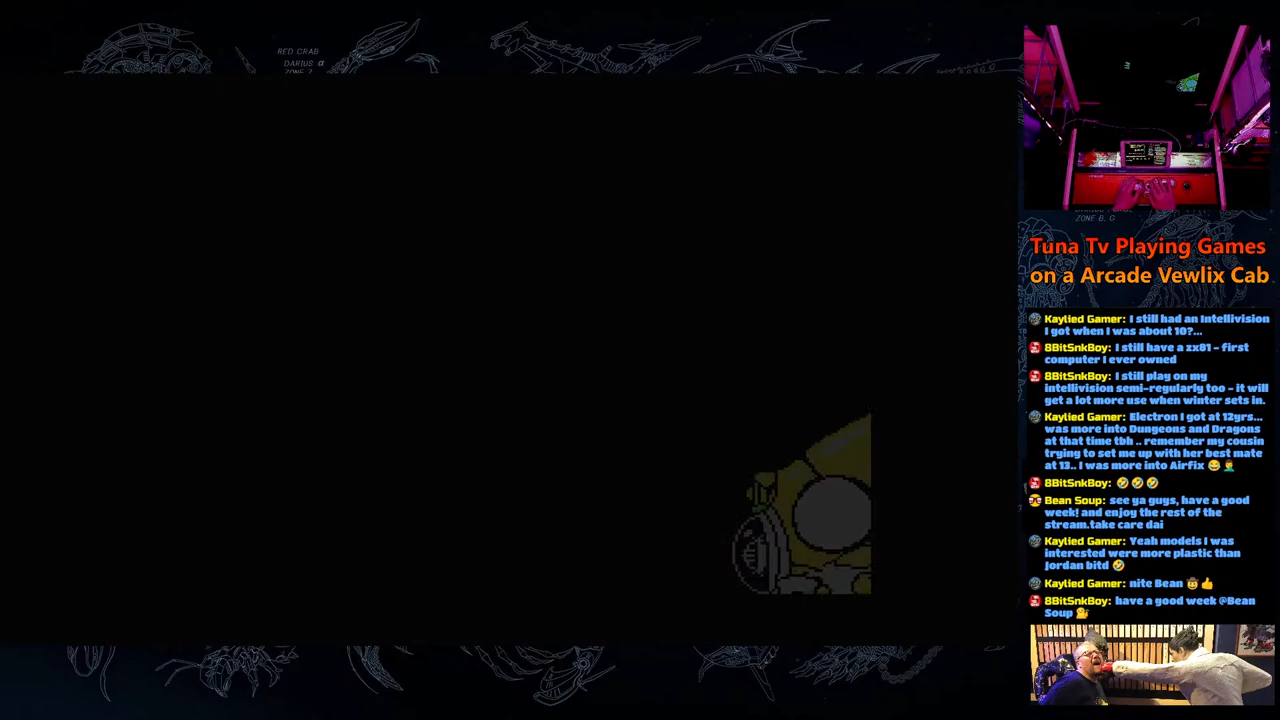 RED CRAB
DARIUS α
ZONE Z
ZONE B, G
Tuna Tv Playing Games
on a Arcade Vewlix Cab
Kaylied Gamer: I still had an Intellivision
I got when I was about 10?...
8BitSnkBoy: I still have a zx81 - first
computer I ever owned
8BitSnkBoy: I still play on my
intellivision semi-regularly too - it will
get a lot more use when winter sets in.
Kaylied Gamer: Electron I got at 12yrs...
was more into Dungeons and Dragons
at that time tbh .. remember my cousin
trying to set me up with her best mate
at 13.. I was more into Airfix 😂🤦‍♂️
8BitSnkBoy: 🤣🤣🤣
Bean Soup: see ya guys, have a good
week! and enjoy the rest of the
stream.take care dai
Kaylied Gamer: Yeah models I was
interested were more plastic than
Jordan bitd 🤣
Kaylied Gamer: nite Bean 🤠👍
8BitSnkBoy: have a good week @Bean
Soup 💁